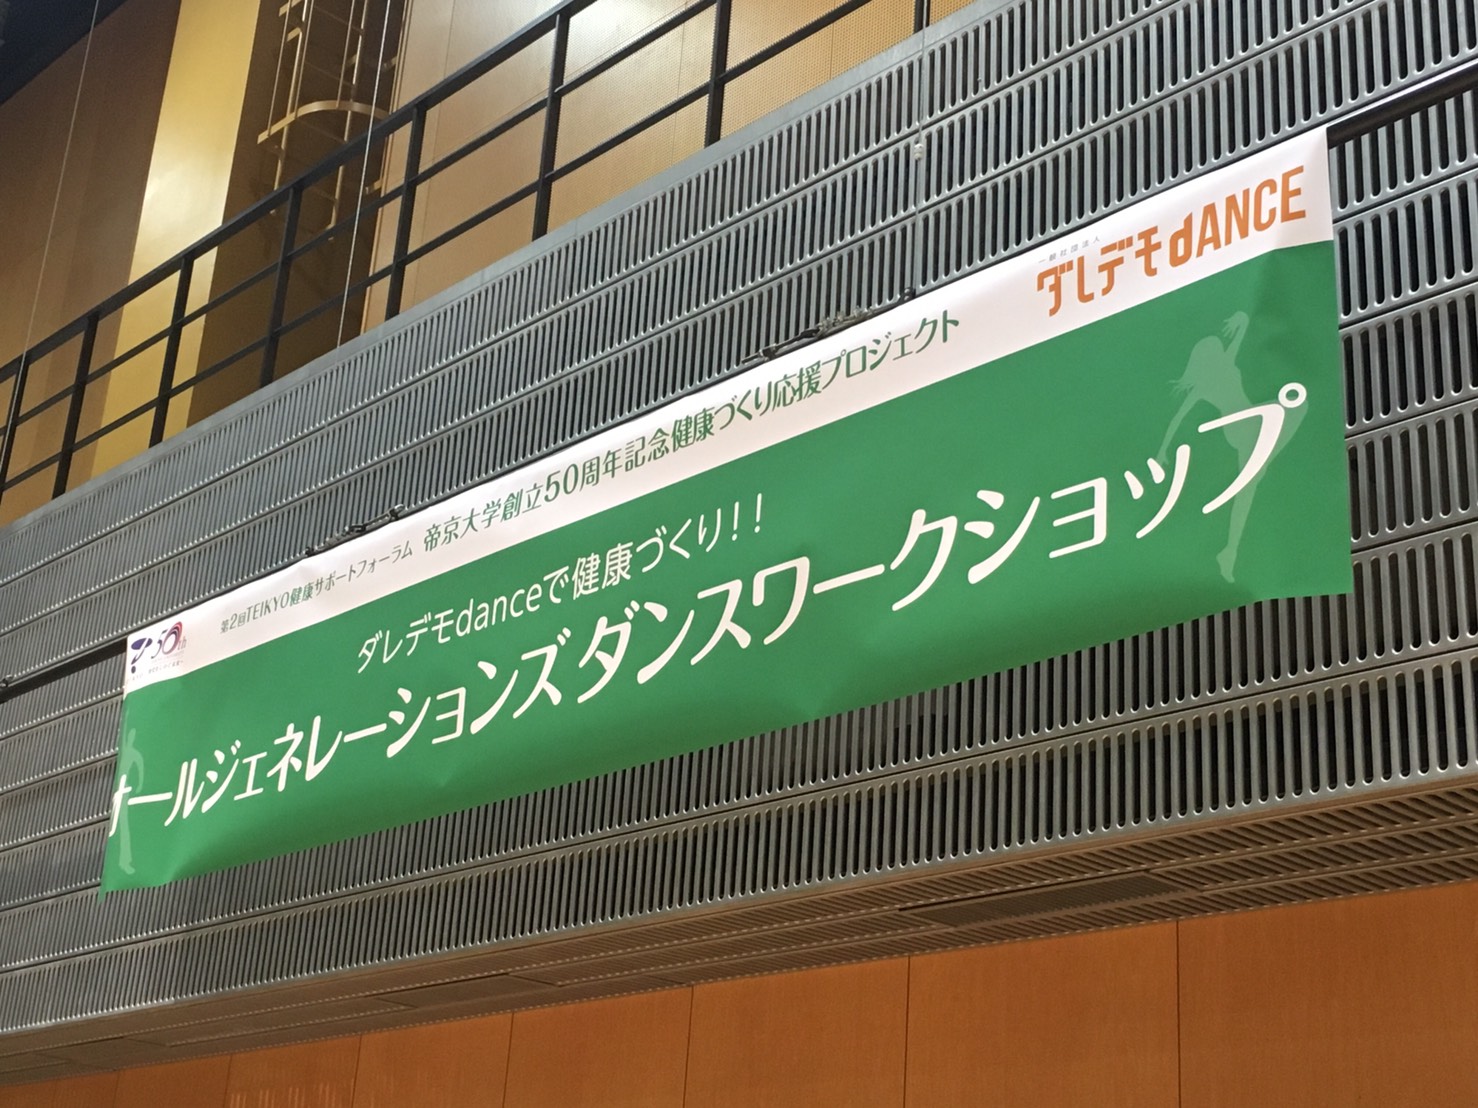 一般社団法人
ダレデモdANCE
第2回TEIKYO健康サポートフォーラム 帝京大学創立50周年記念健康づくり応援プロジェクト
50th
ダレデモdanceで健康づくり!!
オールジェネレーションズダンスワークショップ